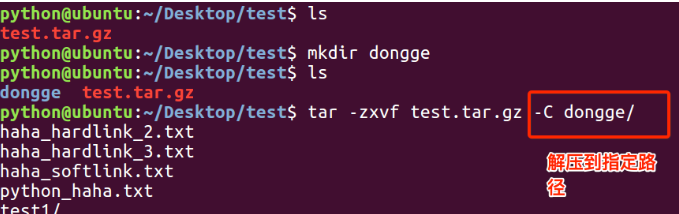 python@ubuntu:~/Desktop/test$ ls
test.tar.gz
python@ubuntu:~/Desktop/test$ mkdir dongge
python@ubuntu:~/Desktop/test$ ls
dongge  test.tar.gz
python@ubuntu:~/Desktop/test$ tar -zxvf test.tar.gz -C dongge/
haha_hardlink_2.txt
haha_hardlink_3.txt
haha_softlink.txt
python_haha.txt
test1/
解压到指定路
径